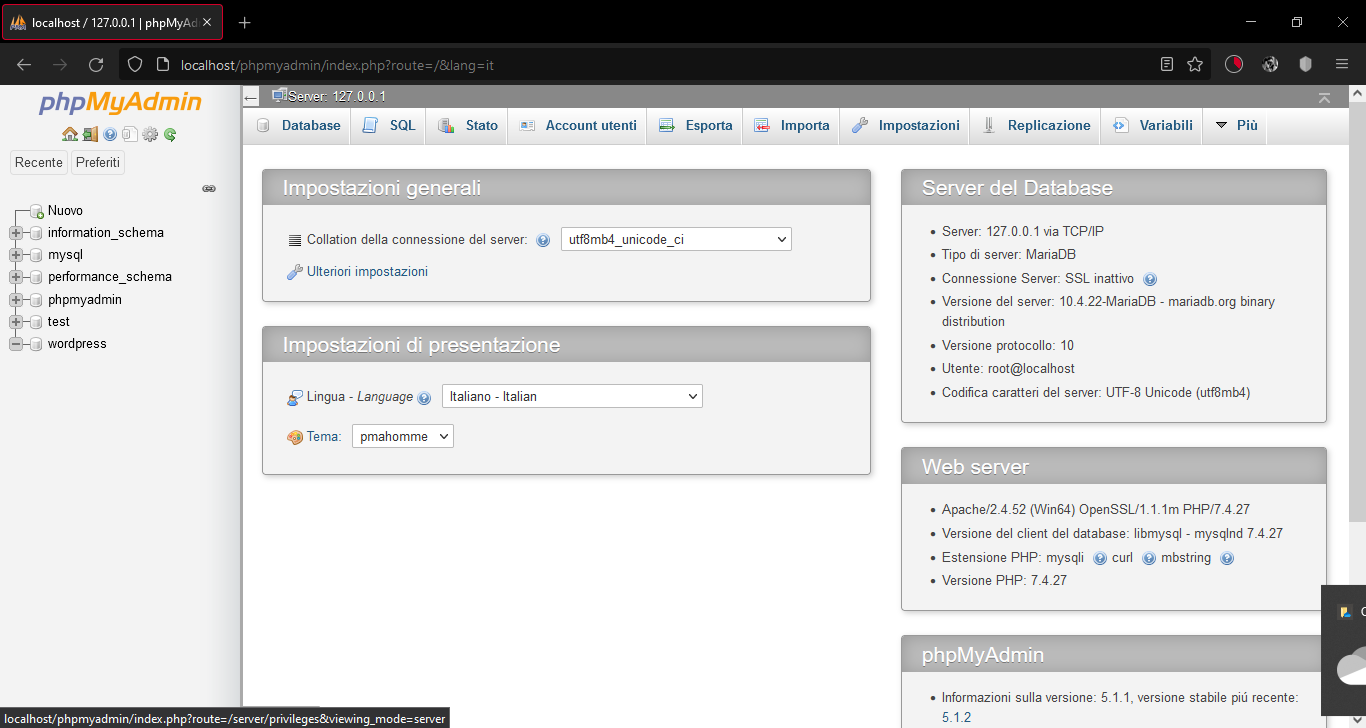 localhost / 127.0.0.1 | phpMyAd
localhost/phpmyadmin/index.php?route=/&lang=it
phpMyAdmin
Recente
Preferiti
Nuovo
information_schema
mysql
performance_schema
phpmyadmin
test
wordpress
Server: 127.0.0.1
Database
SQL
Stato
Account utenti
Esporta
Importa
Impostazioni
Replicazione
Variabili
Più
Impostazioni generali
Collation della connessione del server:
utf8mb4_unicode_ci
Ulteriori impostazioni
Impostazioni di presentazione
Lingua - Language
Italiano - Italian
Tema:
pmahomme
Server del Database
Server: 127.0.0.1 via TCP/IP
Tipo di server: MariaDB
Connessione Server: SSL inattivo
Versione del server: 10.4.22-MariaDB - mariadb.org binary
distribution
Versione protocollo: 10
Utente: root@localhost
Codifica caratteri del server: UTF-8 Unicode (utf8mb4)
Web server
Apache/2.4.52 (Win64) OpenSSL/1.1.1m PHP/7.4.27
Versione del client del database: libmysql - mysqlnd 7.4.27
Estensione PHP: mysqli curl mbstring
Versione PHP: 7.4.27
phpMyAdmin
Informazioni sulla versione: 5.1.1, versione stabile piú recente:
5.1.2
localhost/phpmyadmin/index.php?route=/server/privileges&viewing_mode=server